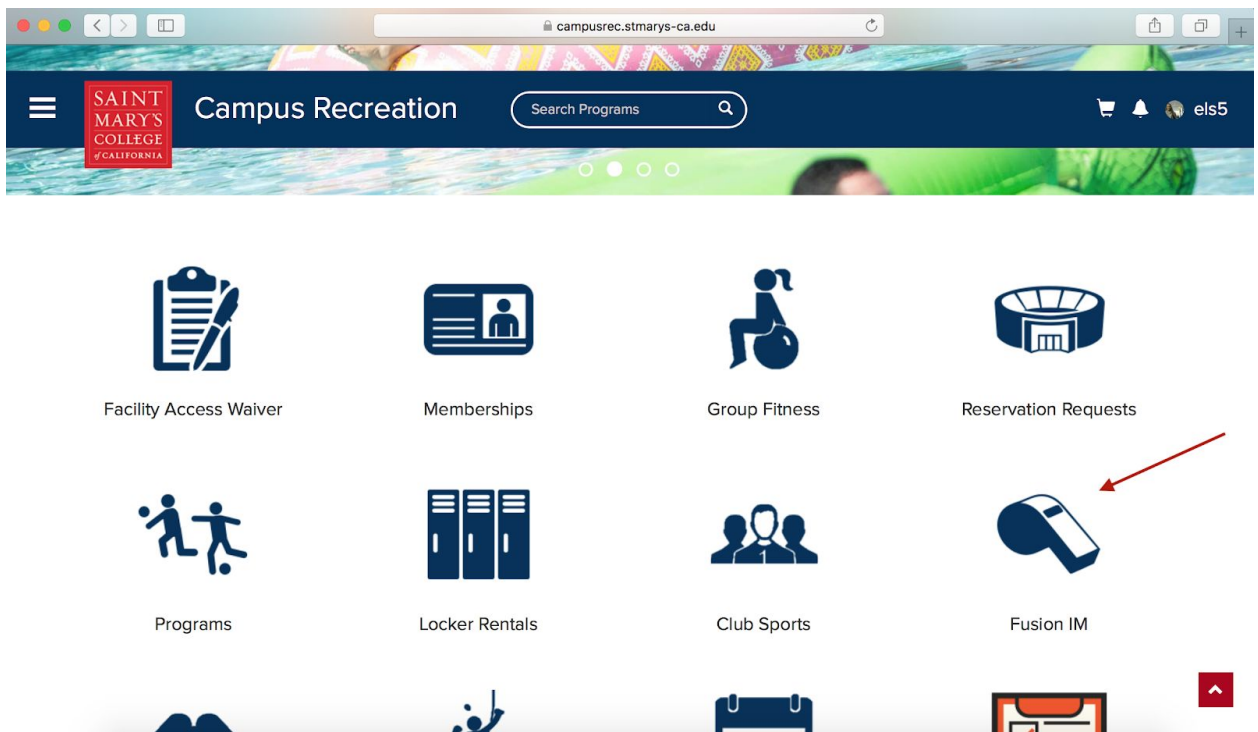 campusrec.stmarys-ca.edu
SAINT
MARY'S
COLLEGE
of CALIFORNIA
Campus Recreation
Search Programs
els5
Facility Access Waiver
Memberships
Group Fitness
Reservation Requests
1
Programs
Locker Rentals
Club Sports
Fusion IM